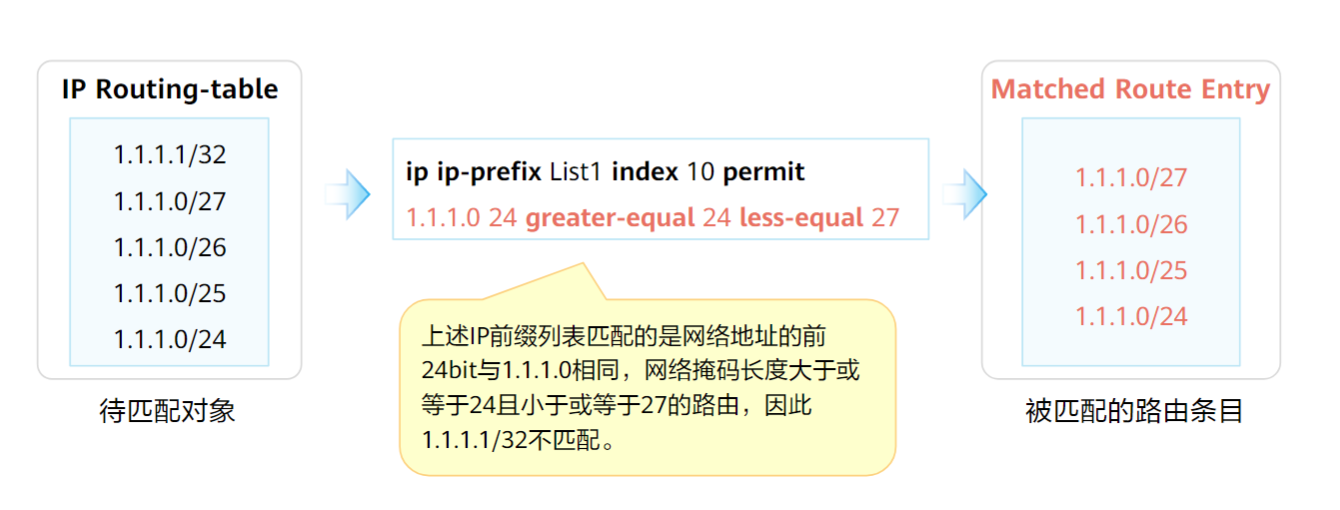 IP Routing-table
1.1.1.1/32
1.1.1.0/27
1.1.1.0/26
1.1.1.0/25
1.1.1.0/24
待匹配对象
ip ip-prefix List1 index 10 permit
1.1.1.0 24 greater-equal 24 less-equal 27
上述IP前缀列表匹配的是网络地址的前
24bit与1.1.1.0相同，网络掩码长度大于或
等于24且小于或等于27的路由，因此
1.1.1.1/32不匹配。
Matched Route Entry
1.1.1.0/27
1.1.1.0/26
1.1.1.0/25
1.1.1.0/24
被匹配的路由条目